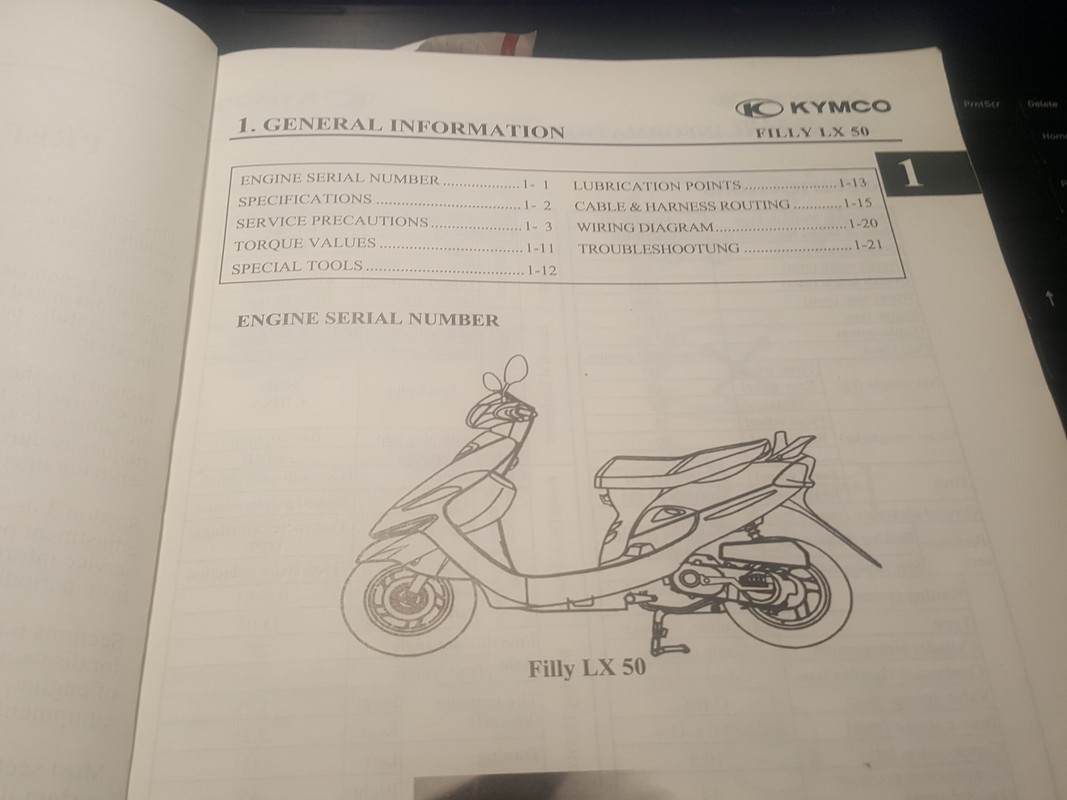 KYMCO
1. GENERAL INFORMATION
FILLY LX 50
1
ENGINE SERIAL NUMBER ................... 1- 1
SPECIFICATIONS ................................... 1- 2
SERVICE PRECAUTIONS ....................... 1- 3
TORQUE VALUES ................................... 1-11
SPECIAL TOOLS ..................................... 1-12
LUBRICATION POINTS ....................... 1-13
CABLE & HARNESS ROUTING ............ 1-15
WIRING DIAGRAM ................................ 1-20
TROUBLESHOOTUNG .......................... 1-21
ENGINE SERIAL NUMBER
Filly LX 50
PrntScr
Delete
Home